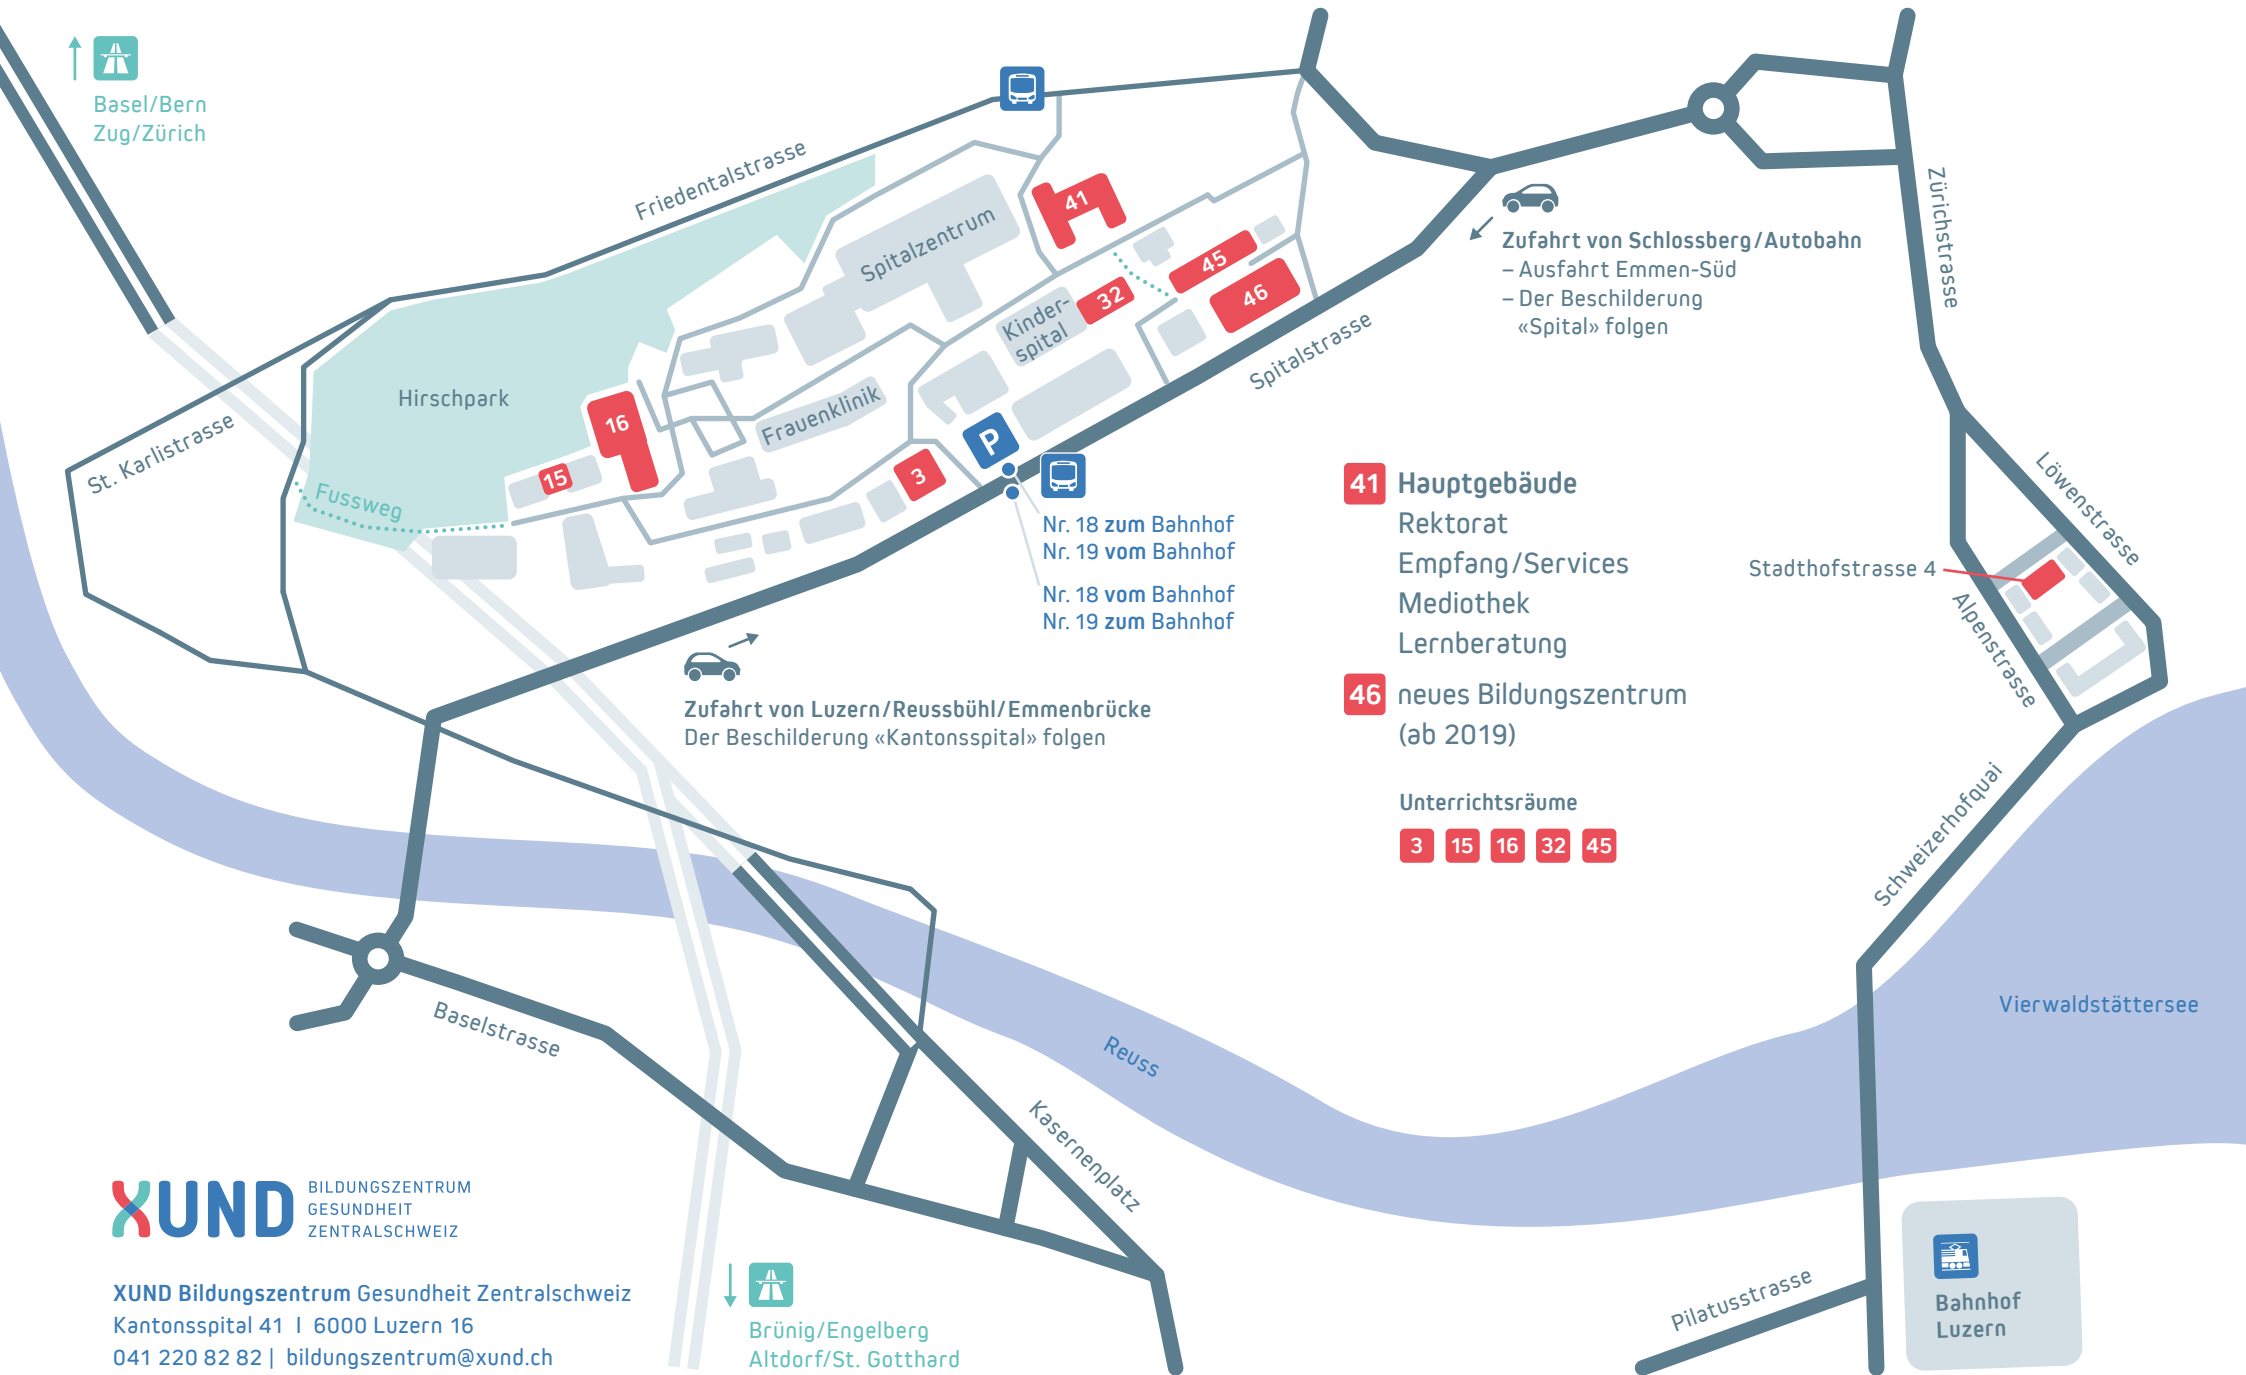 Basel/Bern
Zug/Zürich
Friedentalstrasse
Spitalzentrum
41
45
46
32
Kinder-
spital
Zufahrt von Schlossberg/Autobahn
– Ausfahrt Emmen-Süd
– Der Beschilderung
«Spital» folgen
Zürichstrasse
Spitalstrasse
Hirschpark
16
15
Frauenklinik
P
3
St. Karlistrasse
Fussweg
Nr. 18 zum Bahnhof
Nr. 19 vom Bahnhof
Nr. 18 vom Bahnhof
Nr. 19 zum Bahnhof
41 Hauptgebäude
Rektorat
Empfang/Services
Mediothek
Lernberatung
46 neues Bildungszentrum
(ab 2019)
Unterrichtsräume
3 15 16 32 45
Löwenstrasse
Stadthofstrasse 4
Alpenstrasse
Zufahrt von Luzern/Reussbühl/Emmenbrücke
Der Beschilderung «Kantonsspital» folgen
Schweizerhofquai
Vierwaldstättersee
Baselstrasse
Reuss
Kasernenplatz
XUND
BILDUNGSZENTRUM
GESUNDHEIT
ZENTRALSCHWEIZ
XUND Bildungszentrum Gesundheit Zentralschweiz
Kantonsspital 41 I 6000 Luzern 16
041 220 82 82 | bildungszentrum@xund.ch
Brünig/Engelberg
Altdorf/St. Gotthard
Pilatusstrasse
Bahnhof
Luzern